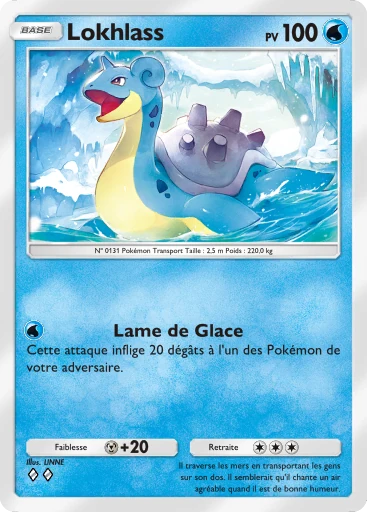 BASE Lokhlass PV 100
N° 0131 Pokémon Transport Taille : 2,5 m Poids : 220,0 kg
Lame de Glace
Cette attaque inflige 20 dégâts à l'un des Pokémon de
votre adversaire.
Faiblesse +20 Retraite
Illus. LINNE
Il traverse les mers en transportant les gens
sur son dos. Il semblerait qu'il chante un air
agréable quand il est de bonne humeur.